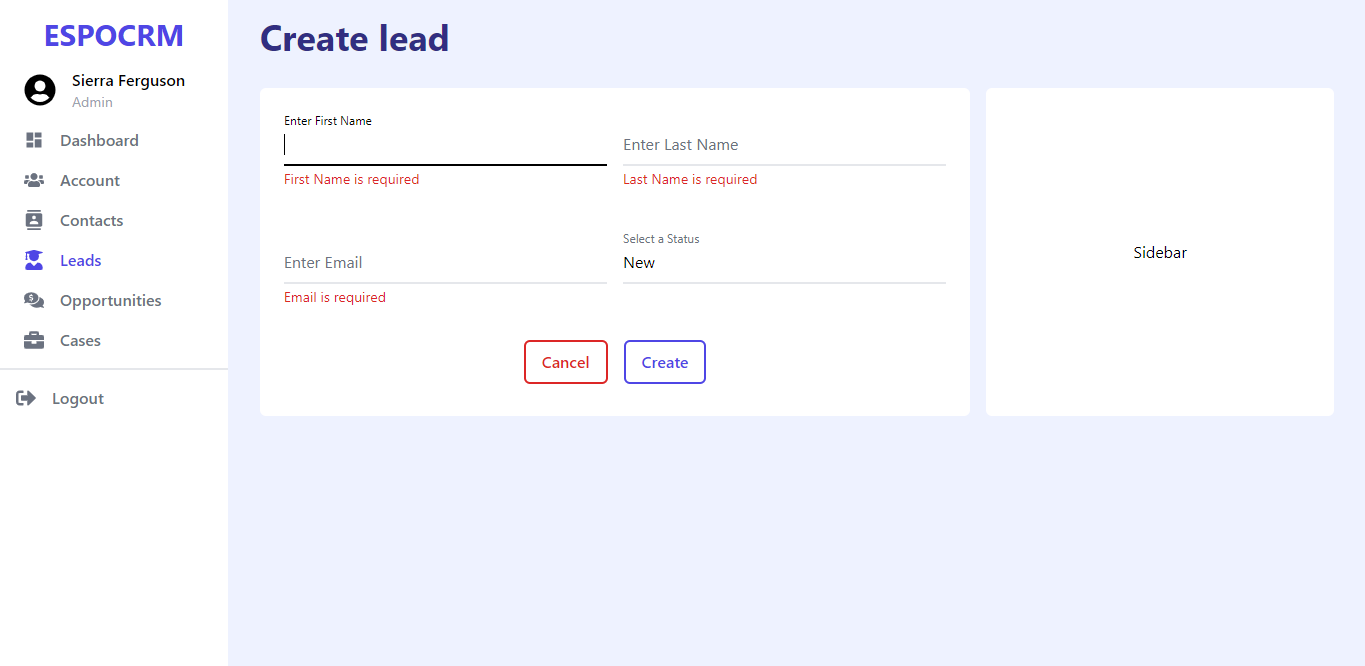 ESPOCRM
Sierra Ferguson
Admin
Dashboard
Account
Contacts
Leads
Opportunities
Cases
Logout
Create lead
Enter First Name
First Name is required
Enter Last Name
Last Name is required
Enter Email
Email is required
Select a Status
New
Cancel
Create
Sidebar